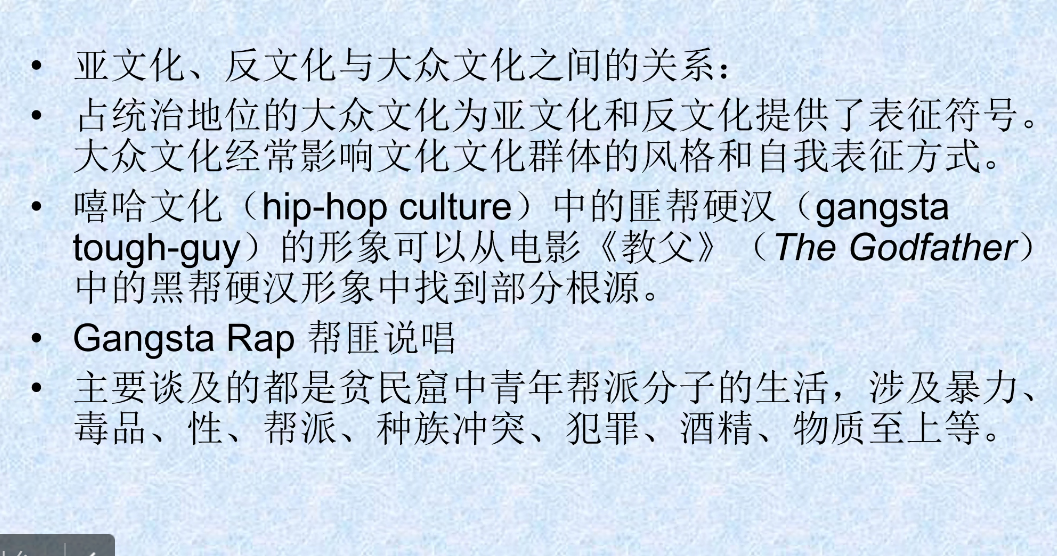 • 亚文化、反文化与大众文化之间的关系：
• 占统治地位的大众文化为亚文化和反文化提供了表征符号。
大众文化经常影响文化文化群体的风格和自我表征方式。
• 嘻哈文化（hip-hop culture）中的匪帮硬汉（gangsta
tough-guy）的形象可以从电影《教父》（The Godfather）
中的黑帮硬汉形象中找到部分根源。
• Gangsta Rap 帮匪说唱
• 主要谈及的都是贫民窟中青年帮派分子的生活，涉及暴力、
毒品、性、帮派、种族冲突、犯罪、酒精、物质至上等。